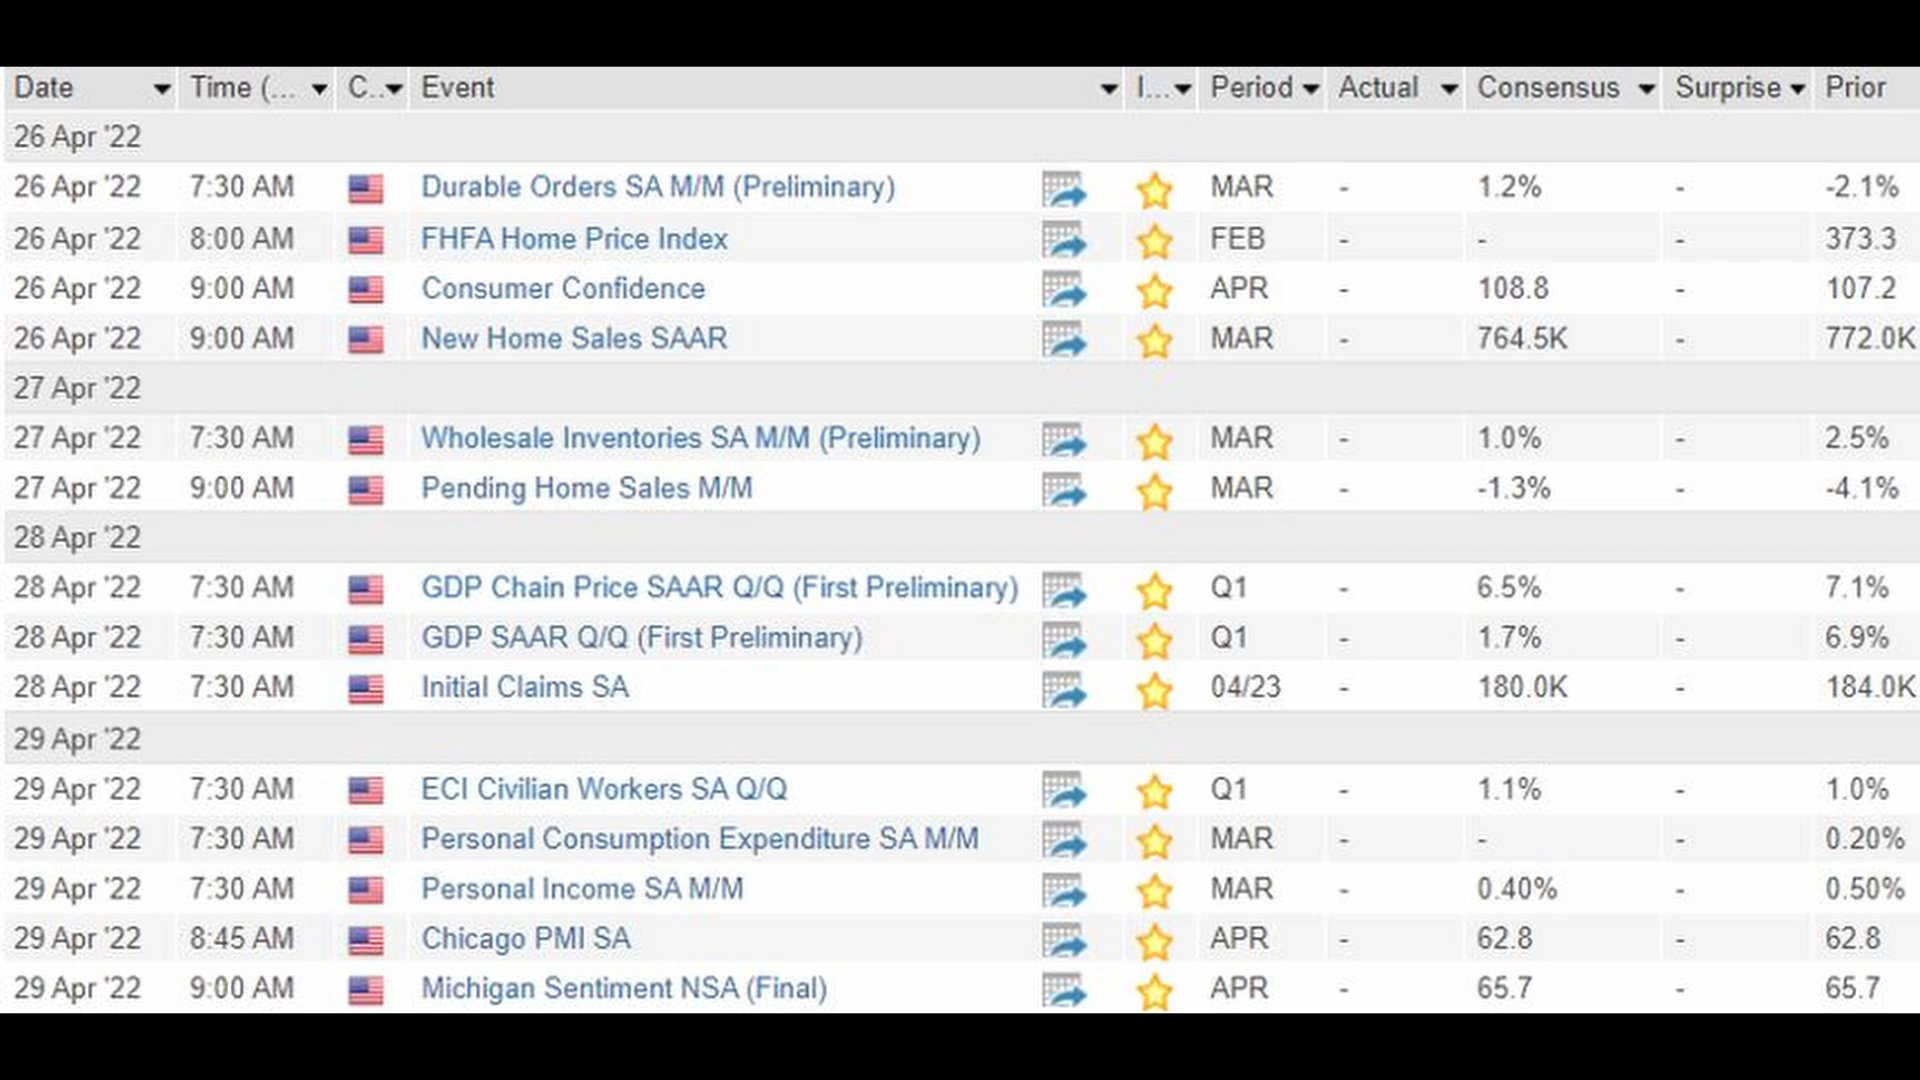 Date Time (... C.. Event I... Period Actual Consensus Surprise Prior
26 Apr '22
26 Apr '22 7:30 AM Durable Orders SA M/M (Preliminary) MAR - 1.2% - -2.1%
26 Apr '22 8:00 AM FHFA Home Price Index FEB - - - 373.3
26 Apr '22 9:00 AM Consumer Confidence APR - 108.8 - 107.2
26 Apr '22 9:00 AM New Home Sales SAAR MAR - 764.5K - 772.0K
27 Apr '22
27 Apr '22 7:30 AM Wholesale Inventories SA M/M (Preliminary) MAR - 1.0% - 2.5%
27 Apr '22 9:00 AM Pending Home Sales M/M MAR - -1.3% - -4.1%
28 Apr '22
28 Apr '22 7:30 AM GDP Chain Price SAAR Q/Q (First Preliminary) Q1 - 6.5% - 7.1%
28 Apr '22 7:30 AM GDP SAAR Q/Q (First Preliminary) Q1 - 1.7% - 6.9%
28 Apr '22 7:30 AM Initial Claims SA 04/23 - 180.0K - 184.0K
29 Apr '22
29 Apr '22 7:30 AM ECI Civilian Workers SA Q/Q Q1 - 1.1% - 1.0%
29 Apr '22 7:30 AM Personal Consumption Expenditure SA M/M MAR - - - 0.20%
29 Apr '22 7:30 AM Personal Income SA M/M MAR - 0.40% - 0.50%
29 Apr '22 8:45 AM Chicago PMI SA APR - 62.8 - 62.8
29 Apr '22 9:00 AM Michigan Sentiment NSA (Final) APR - 65.7 - 65.7